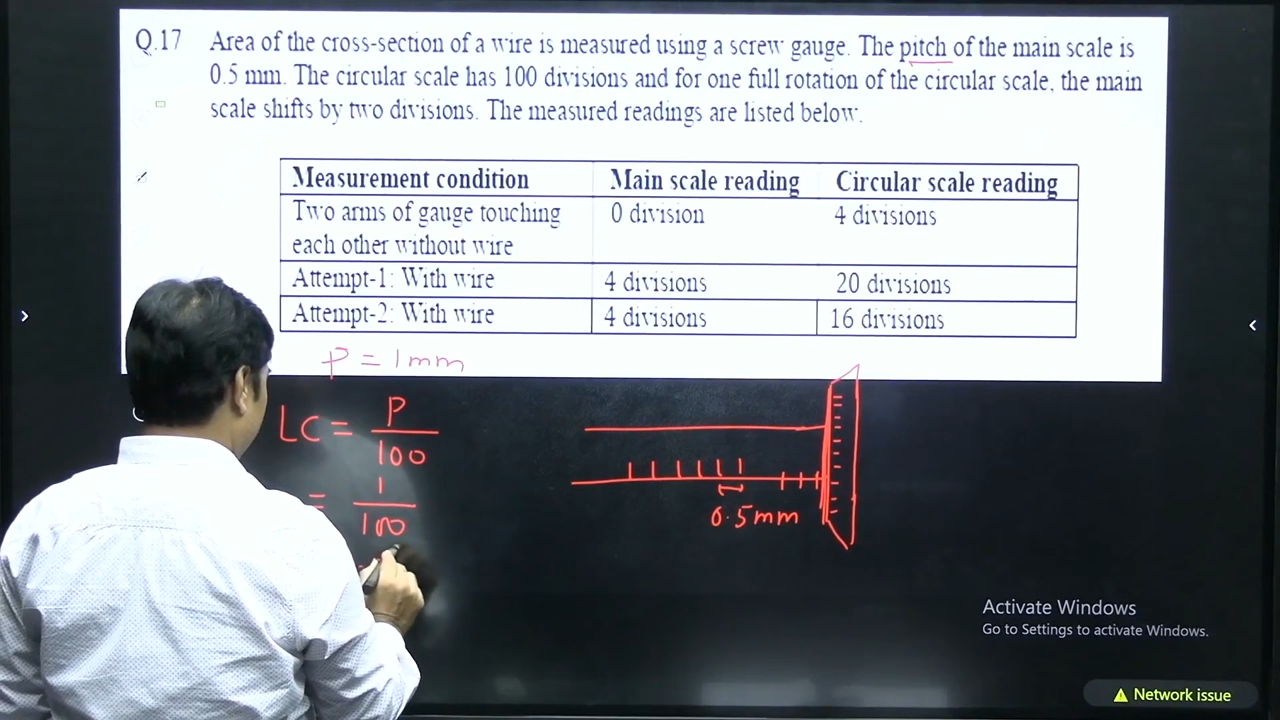 Q.17 Area of the cross-section of a wire is measured using a screw gauge. The pitch of the main scale is
0.5 mm. The circular scale has 100 divisions and for one full rotation of the circular scale, the main
scale shifts by two divisions. The measured readings are listed below.
Measurement condition Main scale reading Circular scale reading
Two arms of gauge touching 0 division 4 divisions
each other without wire
Attempt-1: With wire 4 divisions 20 divisions
Attempt-2: With wire 4 divisions 16 divisions
P = 1mm
LC = P
100
= 1
100
0.5mm
Activate Windows
Go to Settings to activate Windows.
Network issue